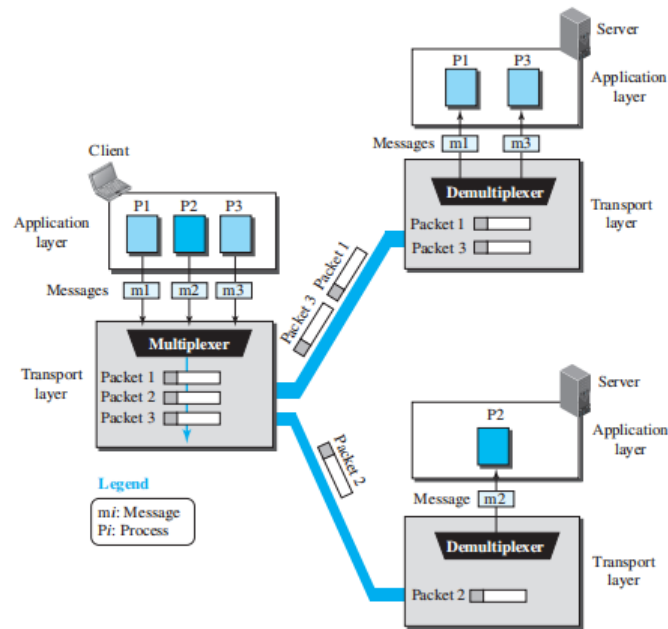 Client
Application
layer
P1
P2
P3
Messages
m1
m2
m3
Transport
layer
Multiplexer
Packet 1
Packet 2
Packet 3
Legend
mi: Message
Pi: Process
Packet 1
Packet 3
Packet 2
Server
P1
P3
Application
layer
Messages
m1
m3
Demultiplexer
Transport
layer
Packet 1
Packet 3
Server
P2
Application
layer
Message
m2
Demultiplexer
Transport
layer
Packet 2